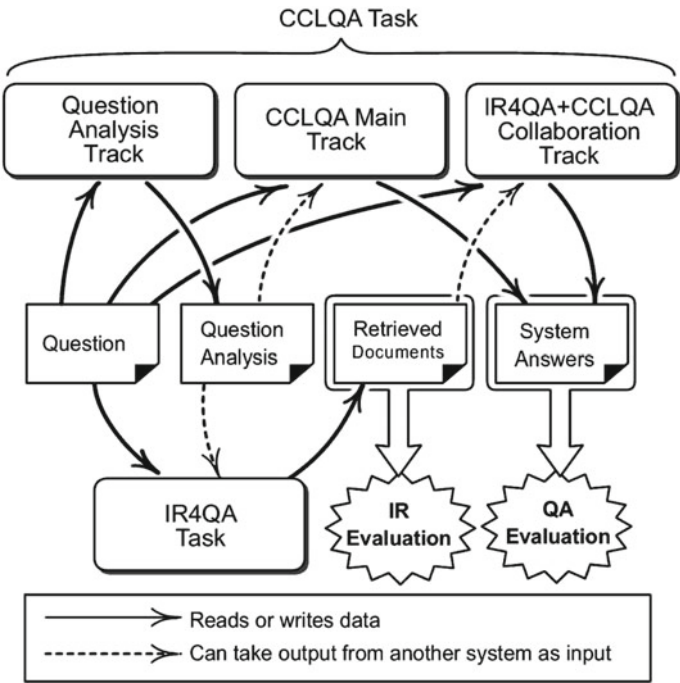 CCLQA Task
Question
Analysis
Track
CCLQA Main
Track
IR4QA+CCLQA
Collaboration
Track
Question
Question
Analysis
Retrieved
Documents
System
Answers
IR4QA
Task
IR
Evaluation
QA
Evaluation
Reads or writes data
Can take output from another system as input